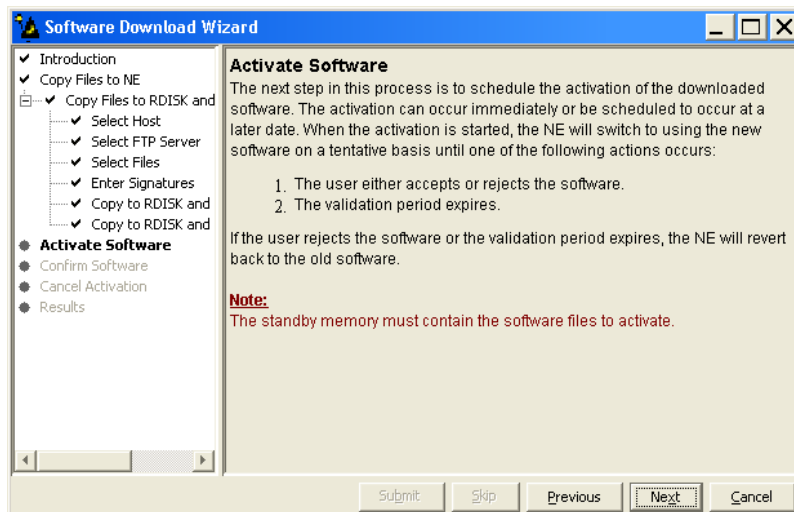 Software Download Wizard
Introduction
Copy Files to NE
Copy Files to RDISK and
Select Host
Select FTP Server
Select Files
Enter Signatures
Copy to RDISK and
Copy to RDISK and
Activate Software
Confirm Software
Cancel Activation
Results
Activate Software
The next step in this process is to schedule the activation of the downloaded
software. The activation can occur immediately or be scheduled to occur at a
later date. When the activation is started, the NE will switch to using the new
software on a tentative basis until one of the following actions occurs:
1. The user either accepts or rejects the software.
2. The validation period expires.
If the user rejects the software or the validation period expires, the NE will revert
back to the old software.
Note:
The standby memory must contain the software files to activate.
Submit Skip Previous Next Cancel